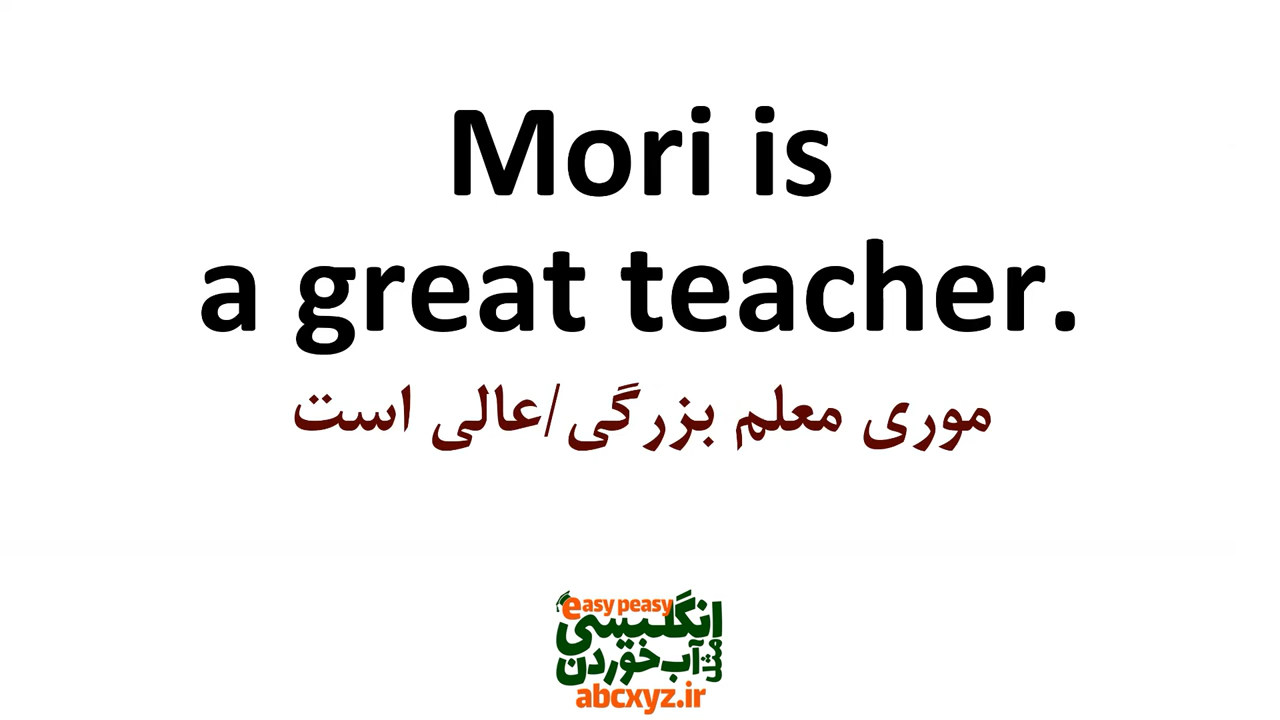 Mori is
a great teacher.
موری معلم بزرگی/عالی است
easy peasy
انگلیسی
مثل آب خوردن
abcxyz.ir